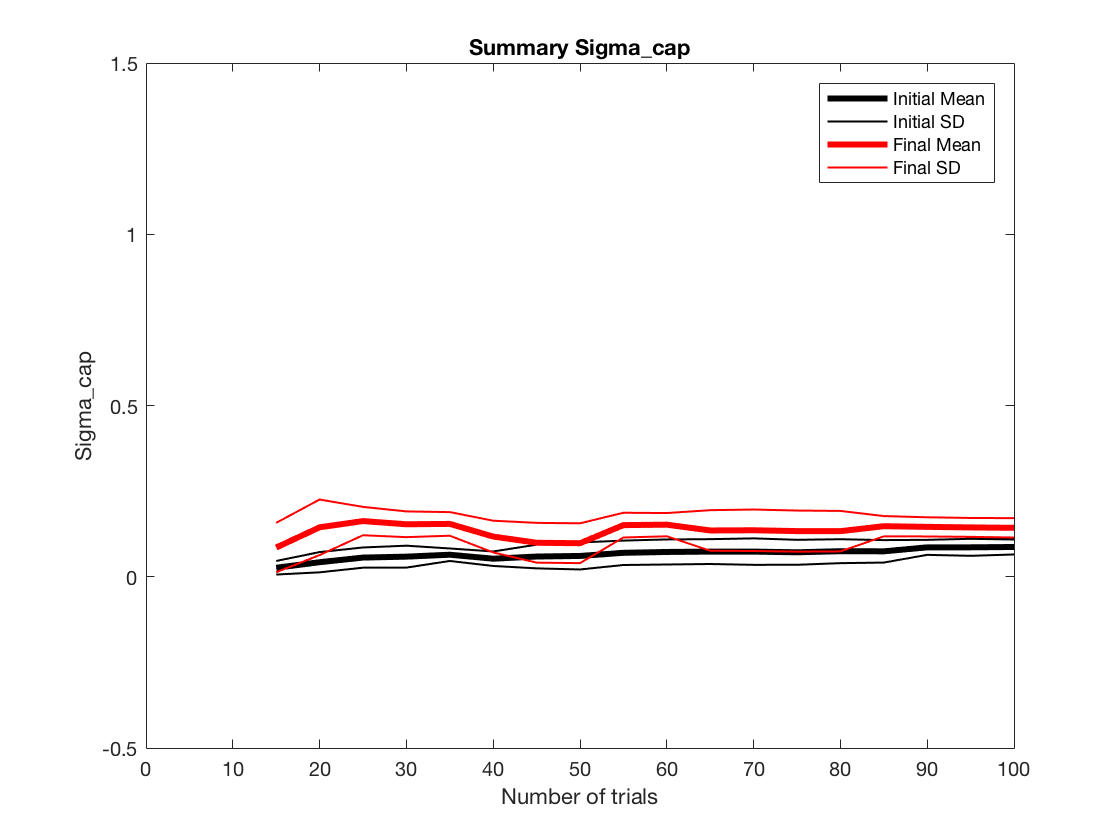 Summary Sigma_cap
1.5
1
0.5
0
-0.5
Sigma_cap
Initial Mean
Initial SD
Final Mean
Final SD
0 10 20 30 40 50 60 70 80 90 100
Number of trials